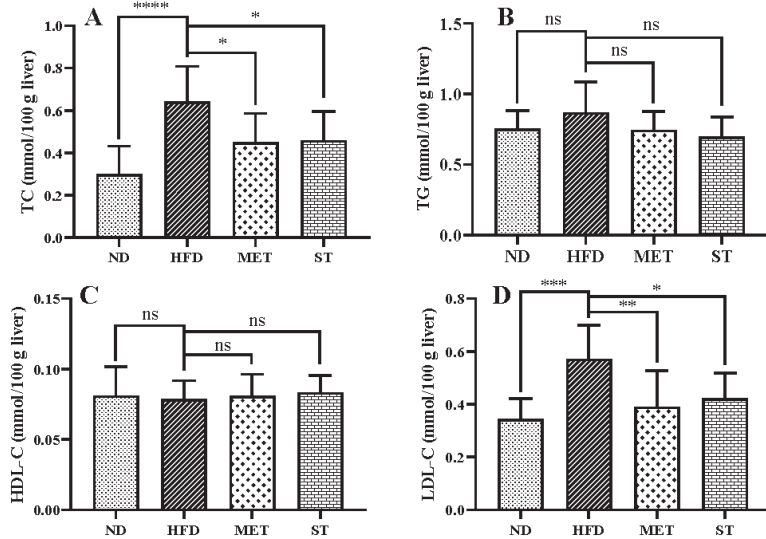 A
TC (mmol/100 g liver)
1.0
0.8
0.6
0.4
0.2
0.0
****
*
*
ND HFD MET ST
B
TG (mmol/100 g liver)
1.5
1.0
0.5
0.0
ns
ns
ns
ND HFD MET ST
C
HDL-C (mmol/100 g liver)
0.15
0.10
0.05
0.00
ns
ns
ns
ND HFD MET ST
D
LDL-C (mmol/100 g liver)
0.8
0.6
0.4
0.2
0.0
***
*
**
ND HFD MET ST